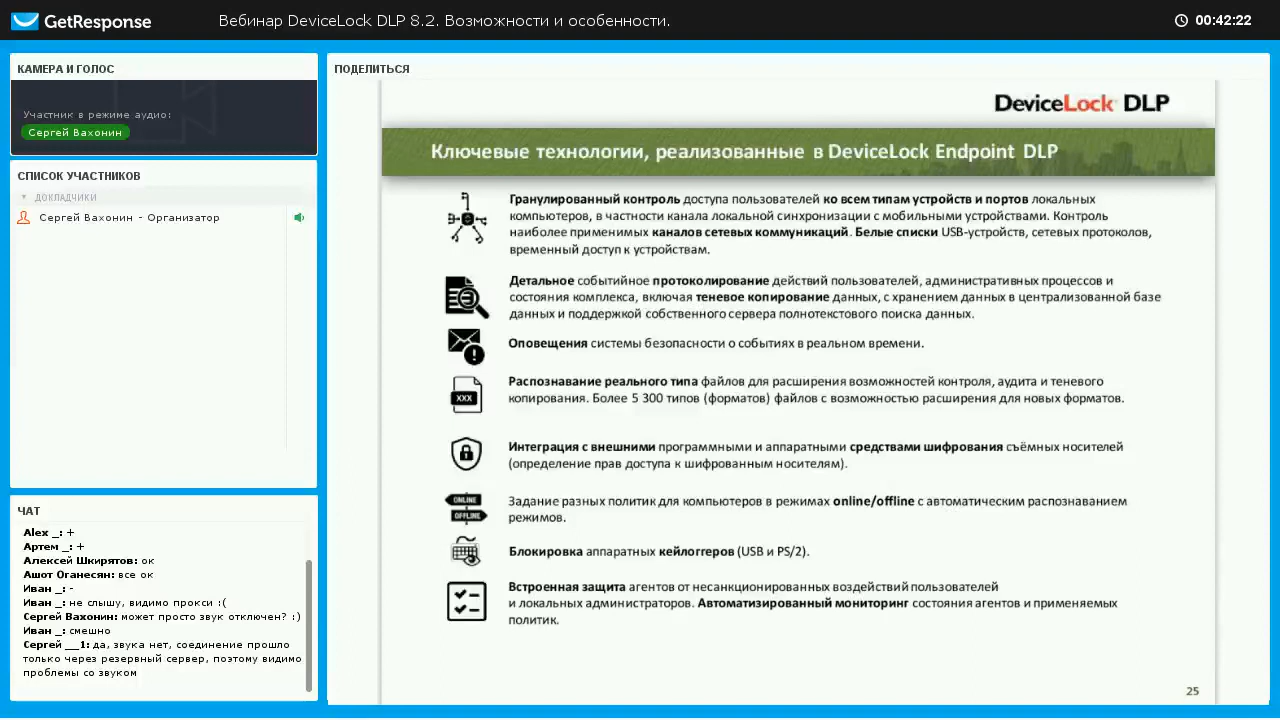 GetResponse
Вебинар DeviceLock DLP 8.2. Возможности и особенности.
00:42:22
КАМЕРА И ГОЛОС
Участник в режиме аудио:
Сергей Вахонин
СПИСОК УЧАСТНИКОВ
ДОКЛАДЧИКИ
Сергей Вахонин - Организатор
ЧАТ
Alex _: +
Артем _: +
Алексей Шкирятов: ок
Ашот Оганесян: все ок
Иван _: -
Иван _: не слышу, видимо прокси :(
Сергей Вахонин: может просто звук отключен? :)
Иван _: смешно
Сергей __1: да, звука нет, соединение прошло
только через резервный сервер, поэтому видимо
проблемы со звуком
ПОДЕЛИТЬСЯ
DeviceLock DLP
Ключевые технологии, реализованные в DeviceLock Endpoint DLP
Гранулированный контроль доступа пользователей ко всем типам устройств и портов локальных
компьютеров, в частности канала локальной синхронизации с мобильными устройствами. Контроль
наиболее применимых каналов сетевых коммуникаций. Белые списки USB-устройств, сетевых протоколов,
временный доступ к устройствам.
Детальное событийное протоколирование действий пользователей, административных процессов и
состояния комплекса, включая теневое копирование данных, с хранением данных в централизованной базе
данных и поддержкой собственного сервера полнотекстового поиска данных.
Оповещения системы безопасности о событиях в реальном времени.
XXX
Распознавание реального типа файлов для расширения возможностей контроля, аудита и теневого
копирования. Более 5 300 типов (форматов) файлов с возможностью расширения для новых форматов.
Интеграция с внешними программными и аппаратными средствами шифрования съёмных носителей
(определение прав доступа к шифрованным носителям).
ONLINE
OFFLINE
Задание разных политик для компьютеров в режимах online/offline с автоматическим распознаванием
режимов.
Блокировка аппаратных кейлоггеров (USB и PS/2).
Встроенная защита агентов от несанкционированных воздействий пользователей
и локальных администраторов. Автоматизированный мониторинг состояния агентов и применяемых
политик.
25